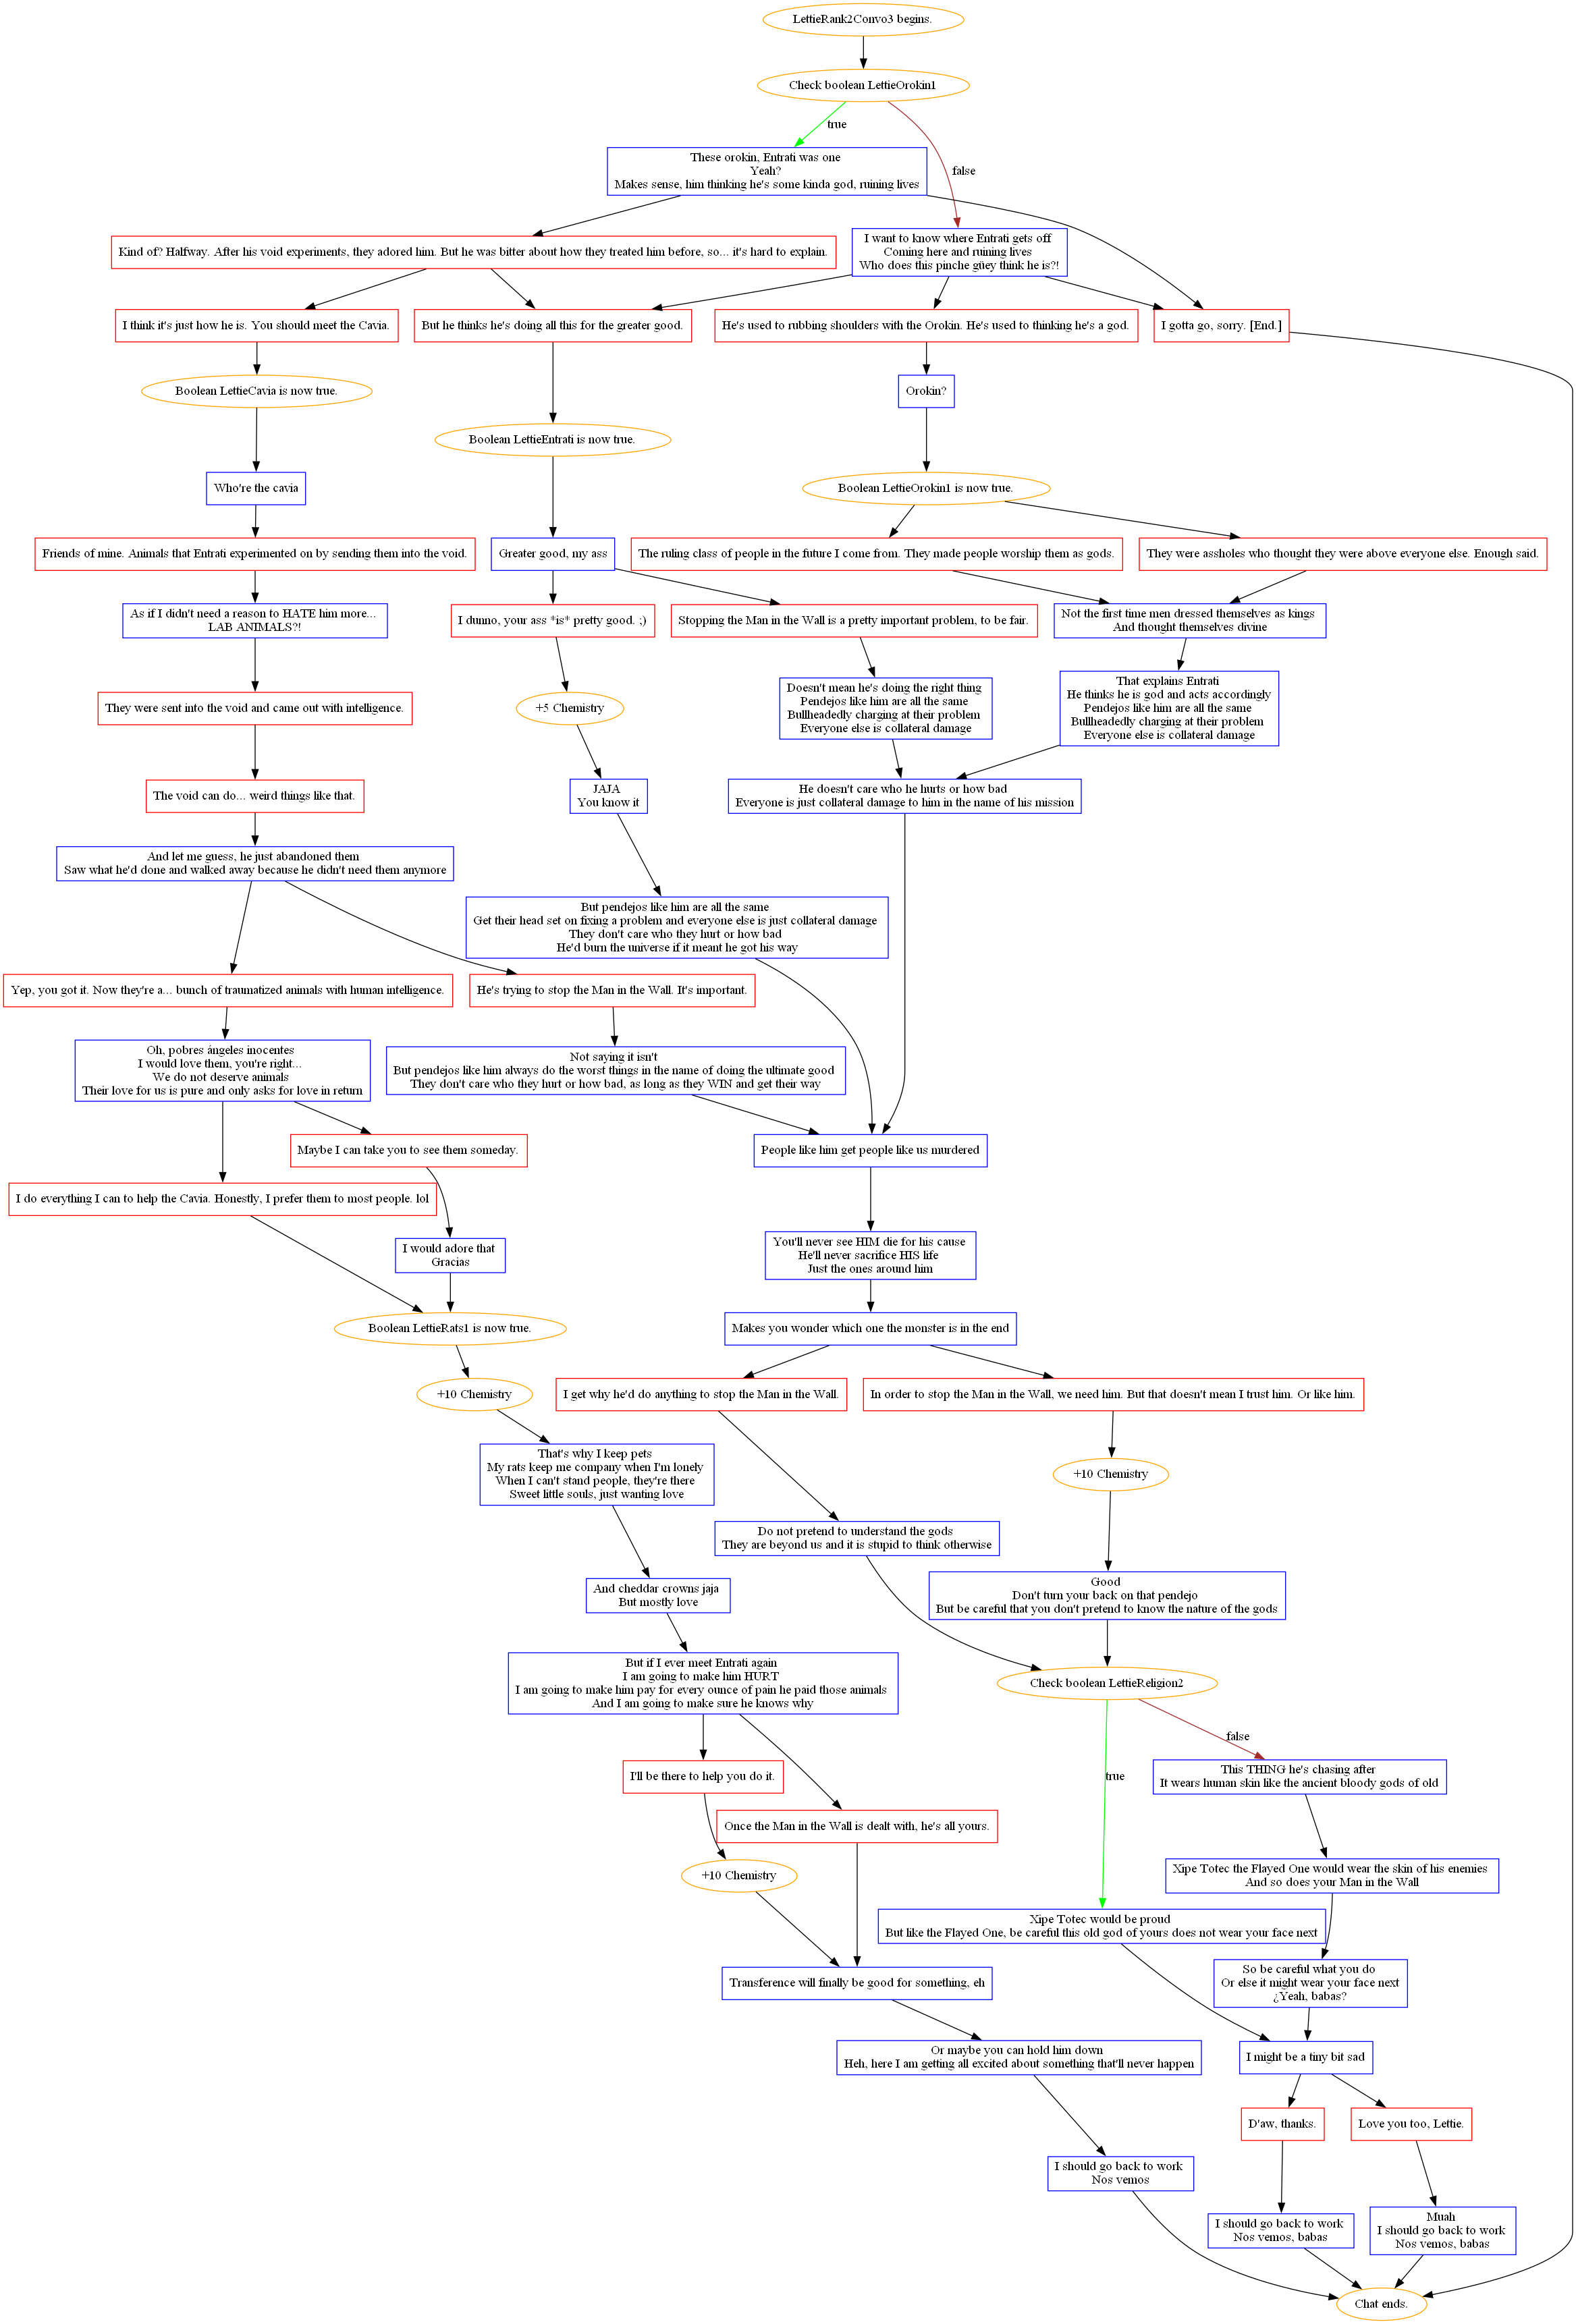 LettieRank2Convo3 begins.
Check boolean LettieOrokin1
true
false
These orokin, Entrati was one
Yeah?
Makes sense, him thinking he's some kinda god, ruining lives
Kind of? Halfway. After his void experiments, they adored him. But he was bitter about how they treated him before, so... it's hard to explain.
I want to know where Entrati gets off
Coming here and ruining lives
Who does this pinche güey think he is?!
I think it's just how he is. You should meet the Cavia.
But he thinks he's doing all this for the greater good.
He's used to rubbing shoulders with the Orokin. He's used to thinking he's a god.
I gotta go, sorry. [End.]
Boolean LettieCavia is now true.
Orokin?
Boolean LettieEntrati is now true.
Who're the cavia
Boolean LettieOrokin1 is now true.
Friends of mine. Animals that Entrati experimented on by sending them into the void.
Greater good, my ass
The ruling class of people in the future I come from. They made people worship them as gods.
They were assholes who thought they were above everyone else. Enough said.
As if I didn't need a reason to HATE him more...
LAB ANIMALS?!
I dunno, your ass *is* pretty good. ;)
Stopping the Man in the Wall is a pretty important problem, to be fair.
Not the first time men dressed themselves as kings
And thought themselves divine
They were sent into the void and came out with intelligence.
+5 Chemistry
Doesn't mean he's doing the right thing
Pendejos like him are all the same
Bullheadedly charging at their problem
Everyone else is collateral damage
That explains Entrati
He thinks he is god and acts accordingly
Pendejos like him are all the same
Bullheadedly charging at their problem
Everyone else is collateral damage
The void can do... weird things like that.
JAJA
You know it
He doesn't care who he hurts or how bad
Everyone is just collateral damage to him in the name of his mission
And let me guess, he just abandoned them
Saw what he'd done and walked away because he didn't need them anymore
But pendejos like him are all the same
Get their head set on fixing a problem and everyone else is just collateral damage
They don't care who they hurt or how bad
He'd burn the universe if it meant he got his way
Yep, you got it. Now they're a... bunch of traumatized animals with human intelligence.
He's trying to stop the Man in the Wall. It's important.
Oh, pobres ángeles inocentes
I would love them, you're right...
We do not deserve animals
Their love for us is pure and only asks for love in return
Not saying it isn't
But pendejos like him always do the worst things in the name of doing the ultimate good
They don't care who they hurt or how bad, as long as they WIN and get their way
Maybe I can take you to see them someday.
People like him get people like us murdered
I do everything I can to help the Cavia. Honestly, I prefer them to most people. lol
I would adore that
Gracias
You'll never see HIM die for his cause
He'll never sacrifice HIS life
Just the ones around him
Boolean LettieRats1 is now true.
Makes you wonder which one the monster is in the end
+10 Chemistry
I get why he'd do anything to stop the Man in the Wall.
In order to stop the Man in the Wall, we need him. But that doesn't mean I trust him. Or like him.
That's why I keep pets
My rats keep me company when I'm lonely
When I can't stand people, they're there
Sweet little souls, just wanting love
+10 Chemistry
Do not pretend to understand the gods
They are beyond us and it is stupid to think otherwise
And cheddar crowns jaja
But mostly love
Good
Don't turn your back on that pendejo
But be careful that you don't pretend to know the nature of the gods
But if I ever meet Entrati again
I am going to make him HURT
I am going to make him pay for every ounce of pain he paid those animals
And I am going to make sure he knows why
Check boolean LettieReligion2
true
false
I'll be there to help you do it.
This THING he's chasing after
It wears human skin like the ancient bloody gods of old
Once the Man in the Wall is dealt with, he's all yours.
+10 Chemistry
Xipe Totec the Flayed One would wear the skin of his enemies
And so does your Man in the Wall
Xipe Totec would be proud
But like the Flayed One, be careful this old god of yours does not wear your face next
Transference will finally be good for something, eh
So be careful what you do
Or else it might wear your face next
¿Yeah, babas?
Or maybe you can hold him down
Heh, here I am getting all excited about something that'll never happen
I might be a tiny bit sad
D'aw, thanks.
Love you too, Lettie.
I should go back to work
Nos vemos
I should go back to work
Nos vemos, babas
Muah
I should go back to work
Nos vemos, babas
Chat ends.